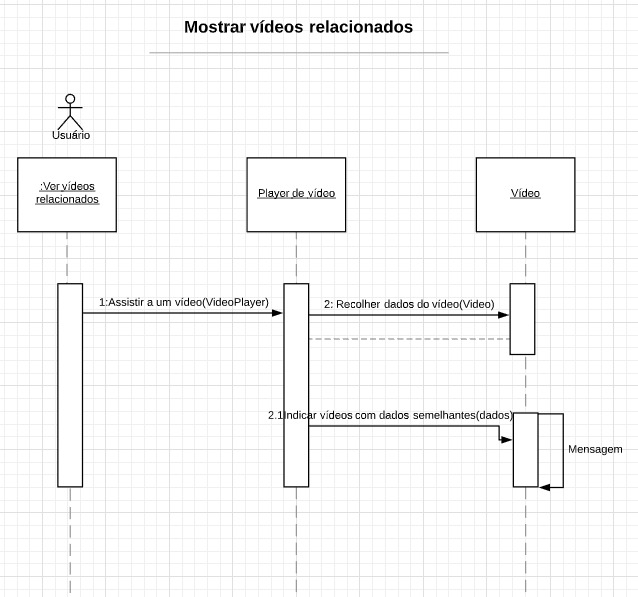 Mostrar vídeos relacionados
Usuário
:Ver vídeos
relacionados
Player de vídeo
Vídeo
1:Assistir a um vídeo(VideoPlayer)
2: Recolher dados do vídeo(Video)
2.1Indicar vídeos com dados semelhantes(dados)
Mensagem